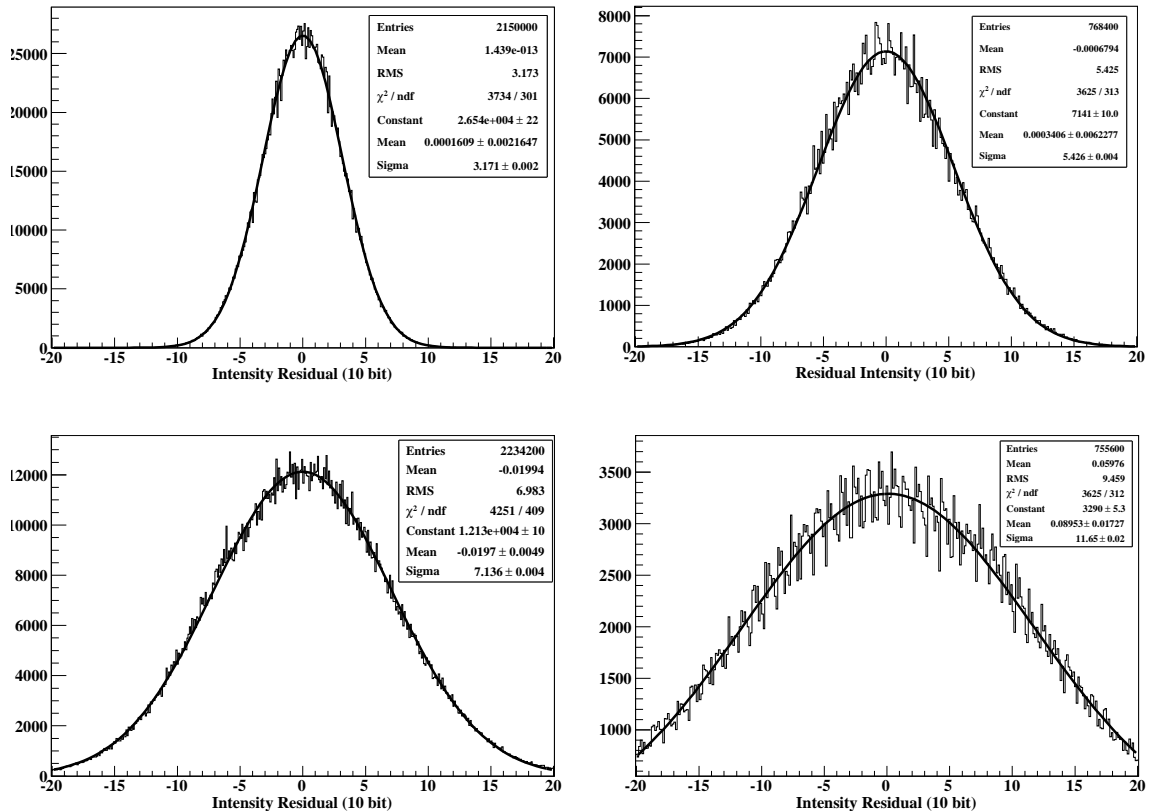 Entries 2150000
Mean 1.439e-013
RMS 3.173
χ² / ndf 3734 / 301
Constant 2.654e+004 ± 22
Mean 0.0001609 ± 0.0021647
Sigma 3.171 ± 0.002
25000
20000
15000
10000
5000
0
-20 -15 -10 -5 0 5 10 15 20
Intensity Residual (10 bit)
Entries 768400
Mean -0.0006794
RMS 5.425
χ² / ndf 3625 / 313
Constant 7141 ± 10.0
Mean 0.0003406 ± 0.0062277
Sigma 5.426 ± 0.004
8000
7000
6000
5000
4000
3000
2000
1000
0
-20 -15 -10 -5 0 5 10 15 20
Residual Intensity (10 bit)
Entries 2234200
Mean -0.01994
RMS 6.983
χ² / ndf 4251 / 409
Constant 1.213e+004 ± 10
Mean -0.0197 ± 0.0049
Sigma 7.136 ± 0.004
12000
10000
8000
6000
4000
2000
0
-20 -15 -10 -5 0 5 10 15 20
Intensity Residual (10 bit)
Entries 755600
Mean 0.05976
RMS 9.459
χ² / ndf 3625 / 312
Constant 3290 ± 5.3
Mean 0.08953 ± 0.01727
Sigma 11.65 ± 0.02
3500
3000
2500
2000
1500
1000
-20 -15 -10 -5 0 5 10 15 20
Intensity Residual (10 bit)